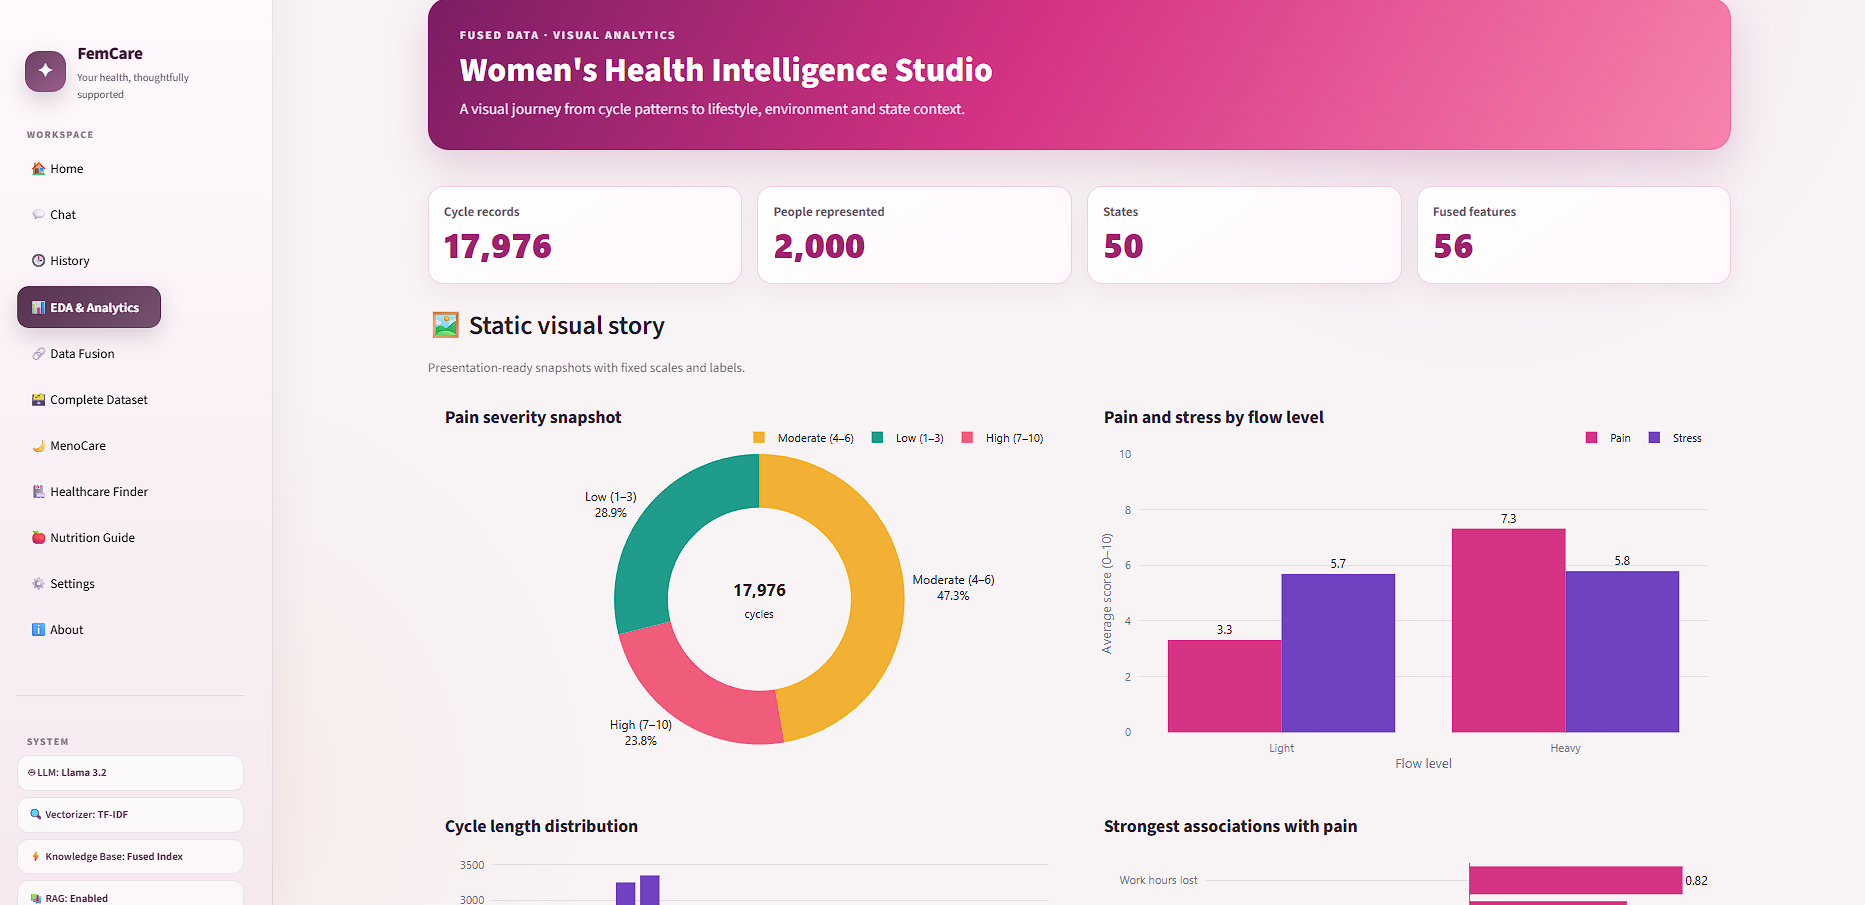 FemCare
Your health, thoughtfully
supported
WORKSPACE
Home
Chat
History
EDA & Analytics
Data Fusion
Complete Dataset
MenoCare
Healthcare Finder
Nutrition Guide
Settings
About
SYSTEM
LLM: Llama 3.2
Vectorizer: TF-IDF
Knowledge Base: Fused Index
RAG: Enabled
FUSED DATA · VISUAL ANALYTICS
Women's Health Intelligence Studio
A visual journey from cycle patterns to lifestyle, environment and state context.
Cycle records
17,976
People represented
2,000
States
50
Fused features
56
Static visual story
Presentation-ready snapshots with fixed scales and labels.
Pain severity snapshot
Moderate (4–6) Low (1–3) High (7–10)
Low (1–3)
28.9%
Moderate (4–6)
47.3%
17,976
cycles
High (7–10)
23.8%
Pain and stress by flow level
Pain Stress
10
8
6
4
2
0
Average score (0–10)
3.3
5.7
7.3
5.8
Light
Heavy
Flow level
Cycle length distribution
3500
3000
Strongest associations with pain
Work hours lost
0.82